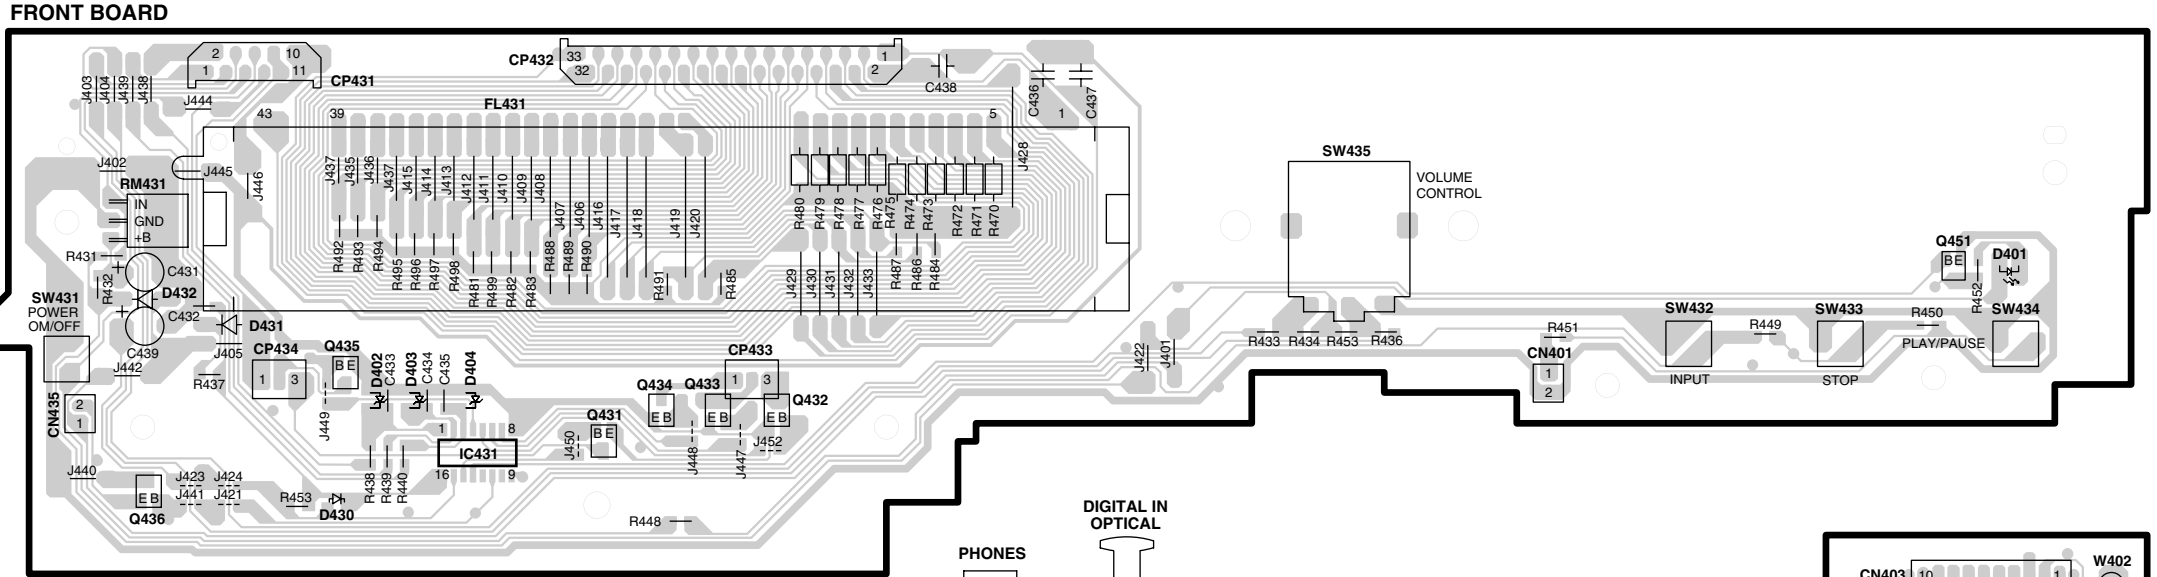 FRONT BOARD
2 10
1 11
CP431
CP432
33 1
32 2
C438
C436
C437
1
J403
J404
J439
J438
J444
FL431
43 39 5
J428
J402
J445
J446
RM431
IN
GND
+B
R431
R432
+
C431
D432
+
C432
C439
SW431
POWER
OM/OFF
D431
J405
J442
R437
J437
J435
J436
J437
J415
J414
J413
J412
J411
J410
J409
J408
J407
J406
J416
J417
J418
J419
J420
R492
R493
R494
R495
R496
R497
R498
R481
R499
R482
R483
R488
R489
R490
R491
R485
R480
R479
R478
R477
R476
R475
R474
R473
R472
R471
R470
J429
J430
J431
J432
J433
R487
R486
R484
SW435
VOLUME
CONTROL
R433 R434 R453 R436
J422
J401
Q451
BE
D401
R452
SW432
INPUT
SW433
STOP
SW434
R450
PLAY/PAUSE
R449
R451
CN401
1
2
CP434
1 3
Q435
BE
J449
D402
C433
D403
C434
C435
D404
CP433
1 3
Q434
EB
Q433
EB
Q432
EB
Q431
BE
J450
J448
J447
J452
CN435
2
1
1 8
IC431
16 9
R438
R439
R440
J440
EB
Q436
J423 J424
J441 J421
R453
D430
R448
DIGITAL IN
OPTICAL
PHONES
W402
CN403 10 1